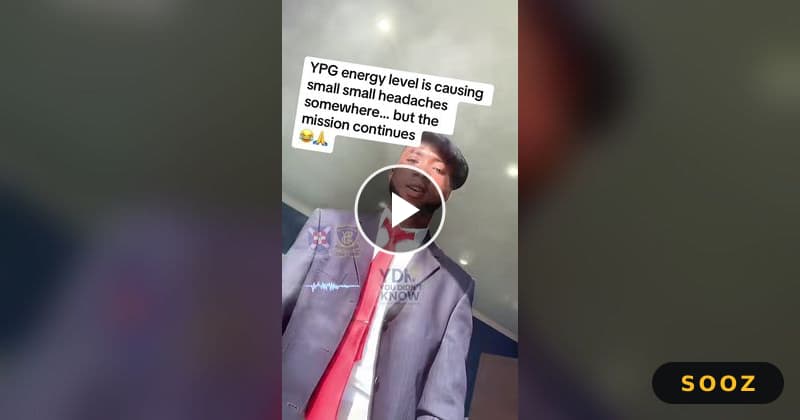 YPG energy level is causing
small small headaches
somewhere... but the
mission continues
😂🙏
YDK
YOU DIDN'T
KNOW
SOOZ